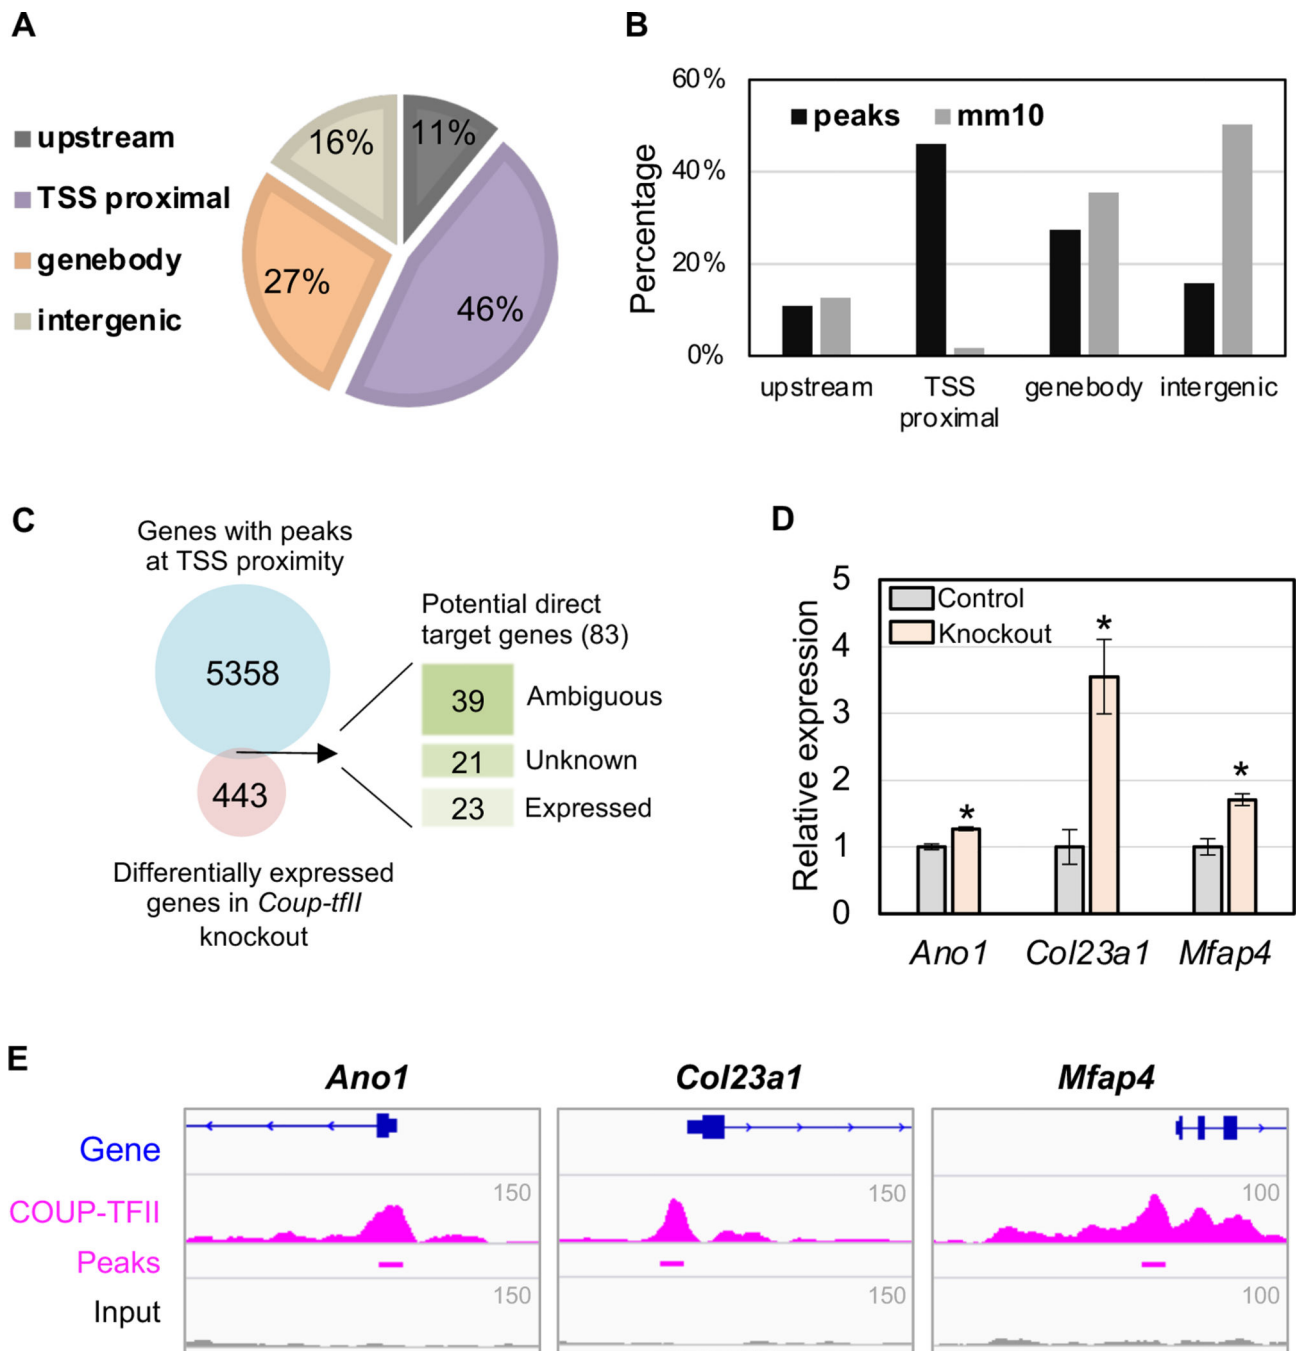 A
upstream
TSS proximal
genebody
intergenic
11%
46%
27%
16%
B
Percentage
60%
40%
20%
0%
peaks mm10
upstream TSS proximal genebody intergenic
C
Genes with peaks
at TSS proximity
5358
443
Differentially expressed
genes in Coup-tfII
knockout
Potential direct
target genes (83)
39 Ambiguous
21 Unknown
23 Expressed
D
Relative expression
5
4
3
2
1
0
Control
Knockout
*
*
*
Ano1 Col23a1 Mfap4
E
Ano1 Col23a1 Mfap4
Gene
COUP-TFII 150 150 100
Peaks
Input 150 150 100